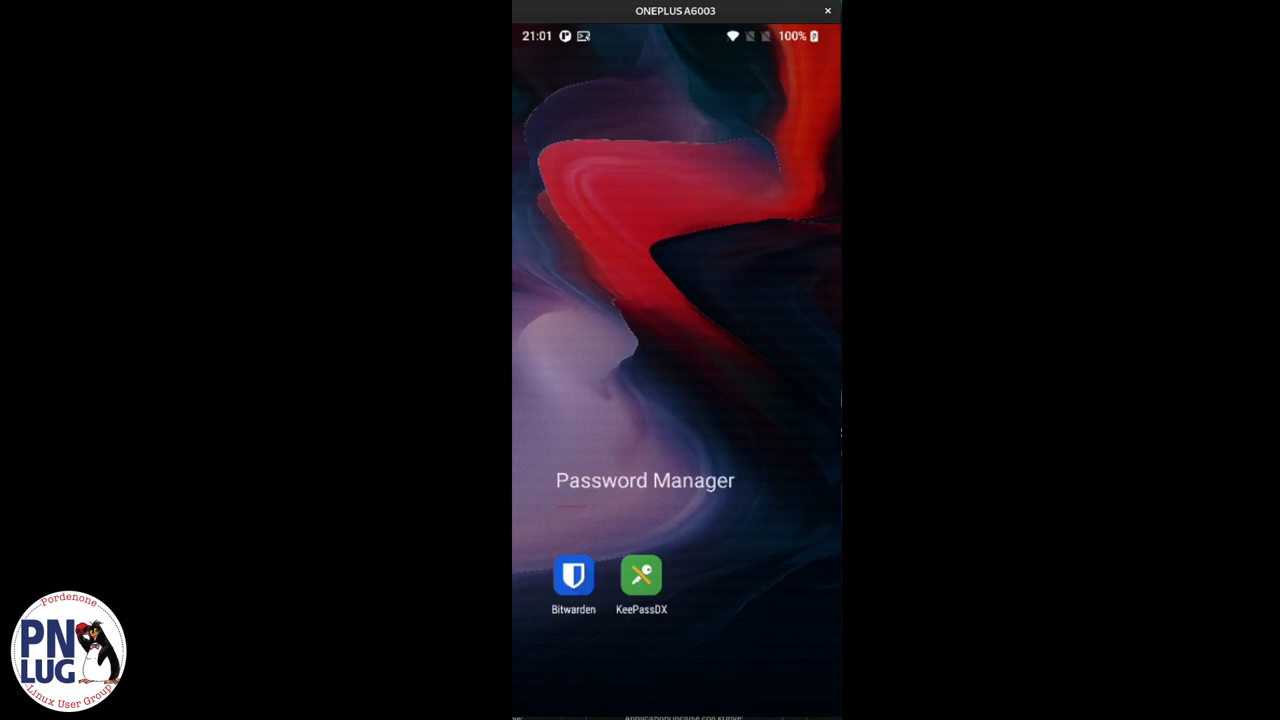 ONEPLUS A6003
21:01
100%
Password Manager
Bitwarden
KeePassDX
Pordenone
PN
LUG
Linux User Group